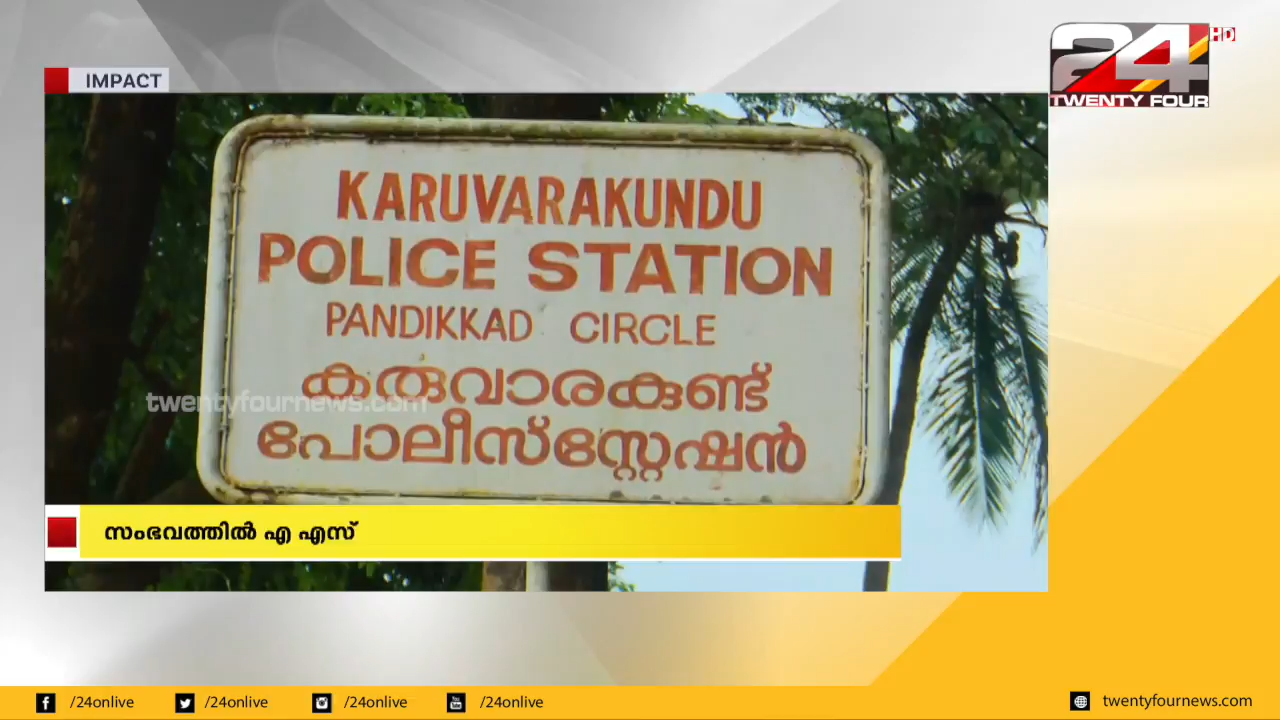 IMPACT
24 HD
TWENTY FOUR
KARUVARAKUNDU
POLICE STATION
PANDIKKAD CIRCLE
കരുവാരകുണ്ട്
പോലീസ്സ്റ്റേഷൻ
twentyfournews.com
സംഭവത്തിൽ എ എസ്
/24onlive /24onlive /24onlive /24onlive twentyfournews.com